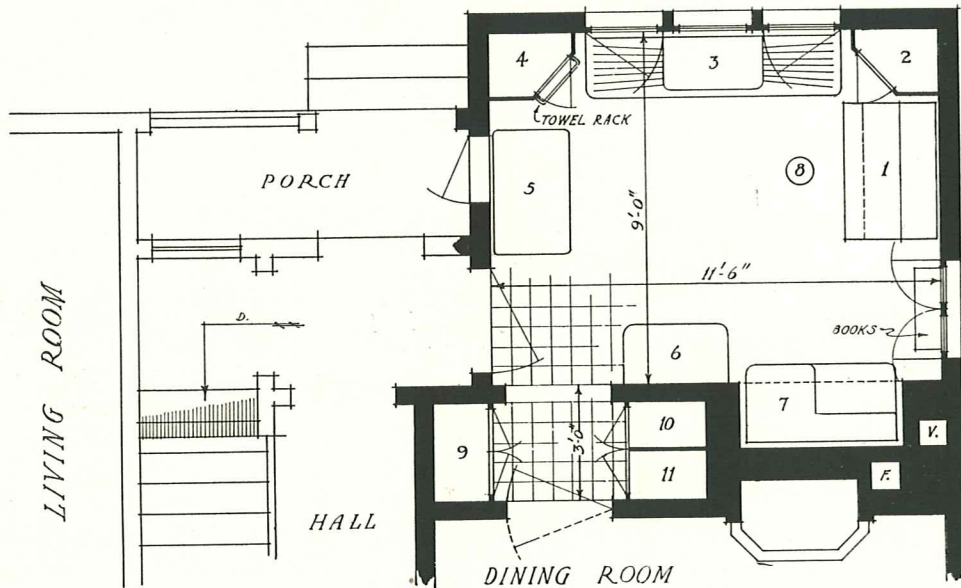 4
3
2
TOWEL RACK
PORCH
5
8
1
9'-0"
11'-6"
LIVING ROOM
D.
BOOKS
6
7
9
3'-0"
10
11
V.
F.
HALL
DINING ROOM